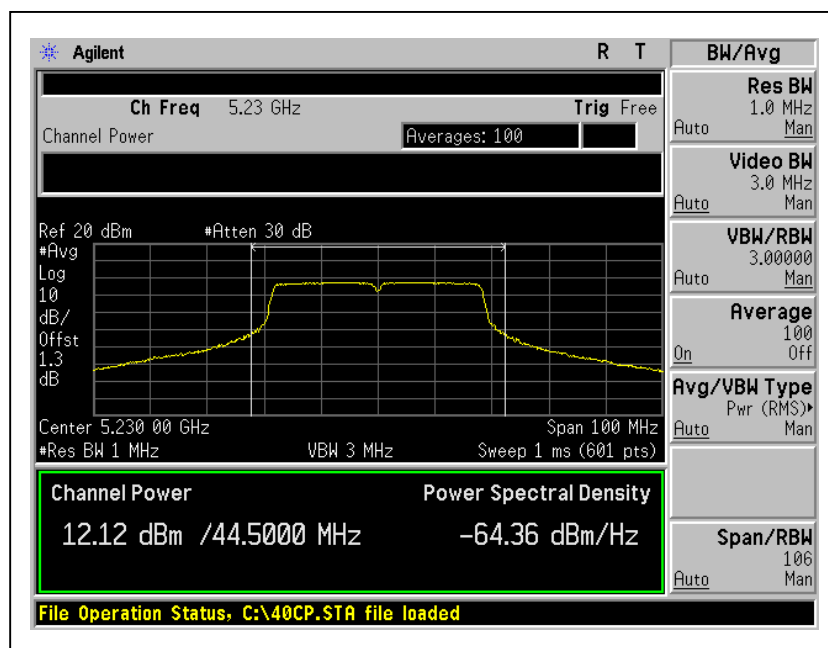 Agilent R T BW/Avg
Ch Freq 5.23 GHz Trig Free
Channel Power Averages: 100
Res BW
1.0 MHz
Auto Man
Video BW
3.0 MHz
Auto Man
VBW/RBW
3.00000
Auto Man
Average
100
On Off
Avg/VBW Type
Pwr (RMS)
Auto Man
Span/RBW
106
Auto Man
Ref 20 dBm #Atten 30 dB
#Avg
Log
10
dB/
Offst
1.3
dB
Center 5.230 00 GHz Span 100 MHz
#Res BW 1 MHz VBW 3 MHz Sweep 1 ms (601 pts)
Channel Power Power Spectral Density
12.12 dBm /44.5000 MHz -64.36 dBm/Hz
File Operation Status, C:\40CP.STA file loaded